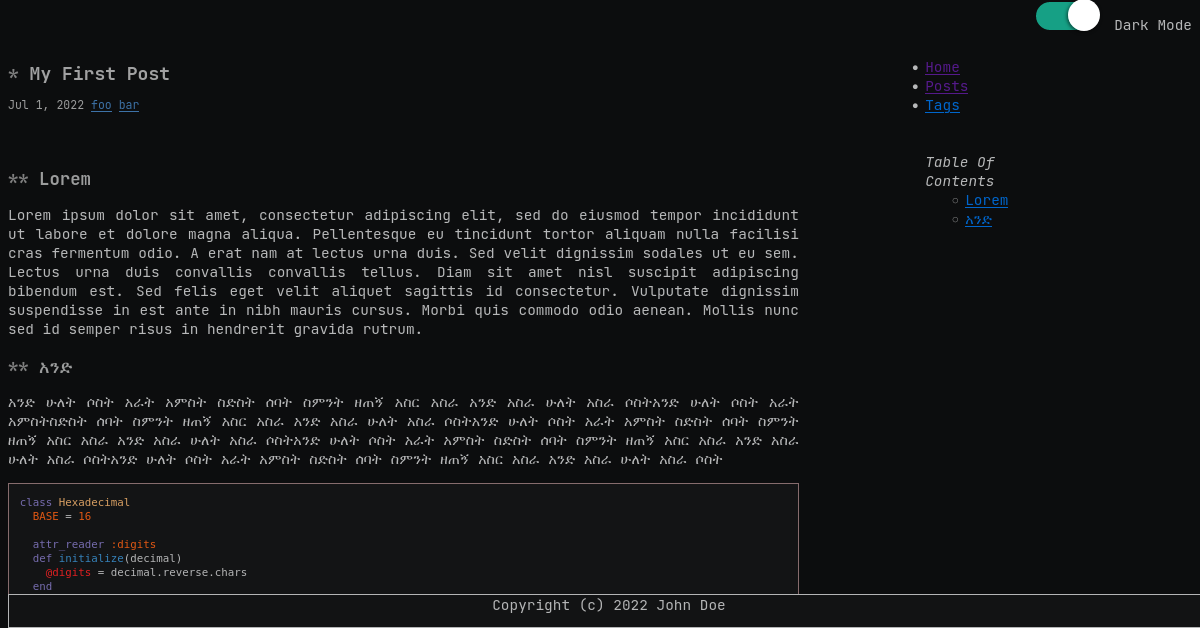 Dark Mode
* My First Post
Jul 1, 2022 foo bar
Home
Posts
Tags
Table Of
Contents
Lorem
አንድ
** Lorem
Lorem ipsum dolor sit amet, consectetur adipiscing elit, sed do eiusmod tempor incididunt
ut labore et dolore magna aliqua. Pellentesque eu tincidunt tortor aliquam nulla facilisi
cras fermentum odio. A erat nam at lectus urna duis. Sed velit dignissim sodales ut eu sem.
Lectus urna duis convallis convallis tellus. Diam sit amet nisl suscipit adipiscing
bibendum est. Sed felis eget velit aliquet sagittis id consectetur. Vulputate dignissim
suspendisse in est ante in nibh mauris cursus. Morbi quis commodo odio aenean. Mollis nunc
sed id semper risus in hendrerit gravida rutrum.
** አንድ
አንድ ሁለት ሶስት አራት አምስት ስድስት ሰባት ስምንት ዘጠኝ አስር አስራ አንድ አስራ ሁለት አስራ ሶስትአንድ ሁለት ሶስት አራት
አምስትስድስት ሰባት ስምንት ዘጠኝ አስር አስራ አንድ አስራ ሁለት አስራ ሶስትአንድ ሁለት ሶስት አራት አምስት ስድስት ሰባት ስምንት
ዘጠኝ አስር አስራ አንድ አስራ ሁለት አስራ ሶስትአንድ ሁለት ሶስት አራት አምስት ስድስት ሰባት ስምንት ዘጠኝ አስር አስራ አንድ አስራ
ሁለት አስራ ሶስትአንድ ሁለት ሶስት አራት አምስት ስድስት ሰባት ስምንት ዘጠኝ አስር አስራ አንድ አስራ ሁለት አስራ ሶስት
class Hexadecimal
  BASE = 16
  attr_reader :digits
  def initialize(decimal)
    @digits = decimal.reverse.chars
  end
Copyright (c) 2022 John Doe